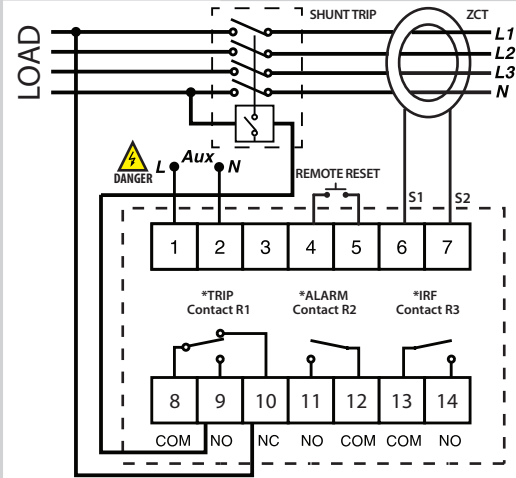 SHUNT TRIP
ZCT
LOAD
L1
L2
L3
N
L Aux N
DANGER
REMOTE RESET
S1 S2
1 2 3 4 5 6 7
*TRIP
Contact R1
*ALARM
Contact R2
*IRF
Contact R3
8 9 10 11 12 13 14
COM NO NC NO COM COM NO